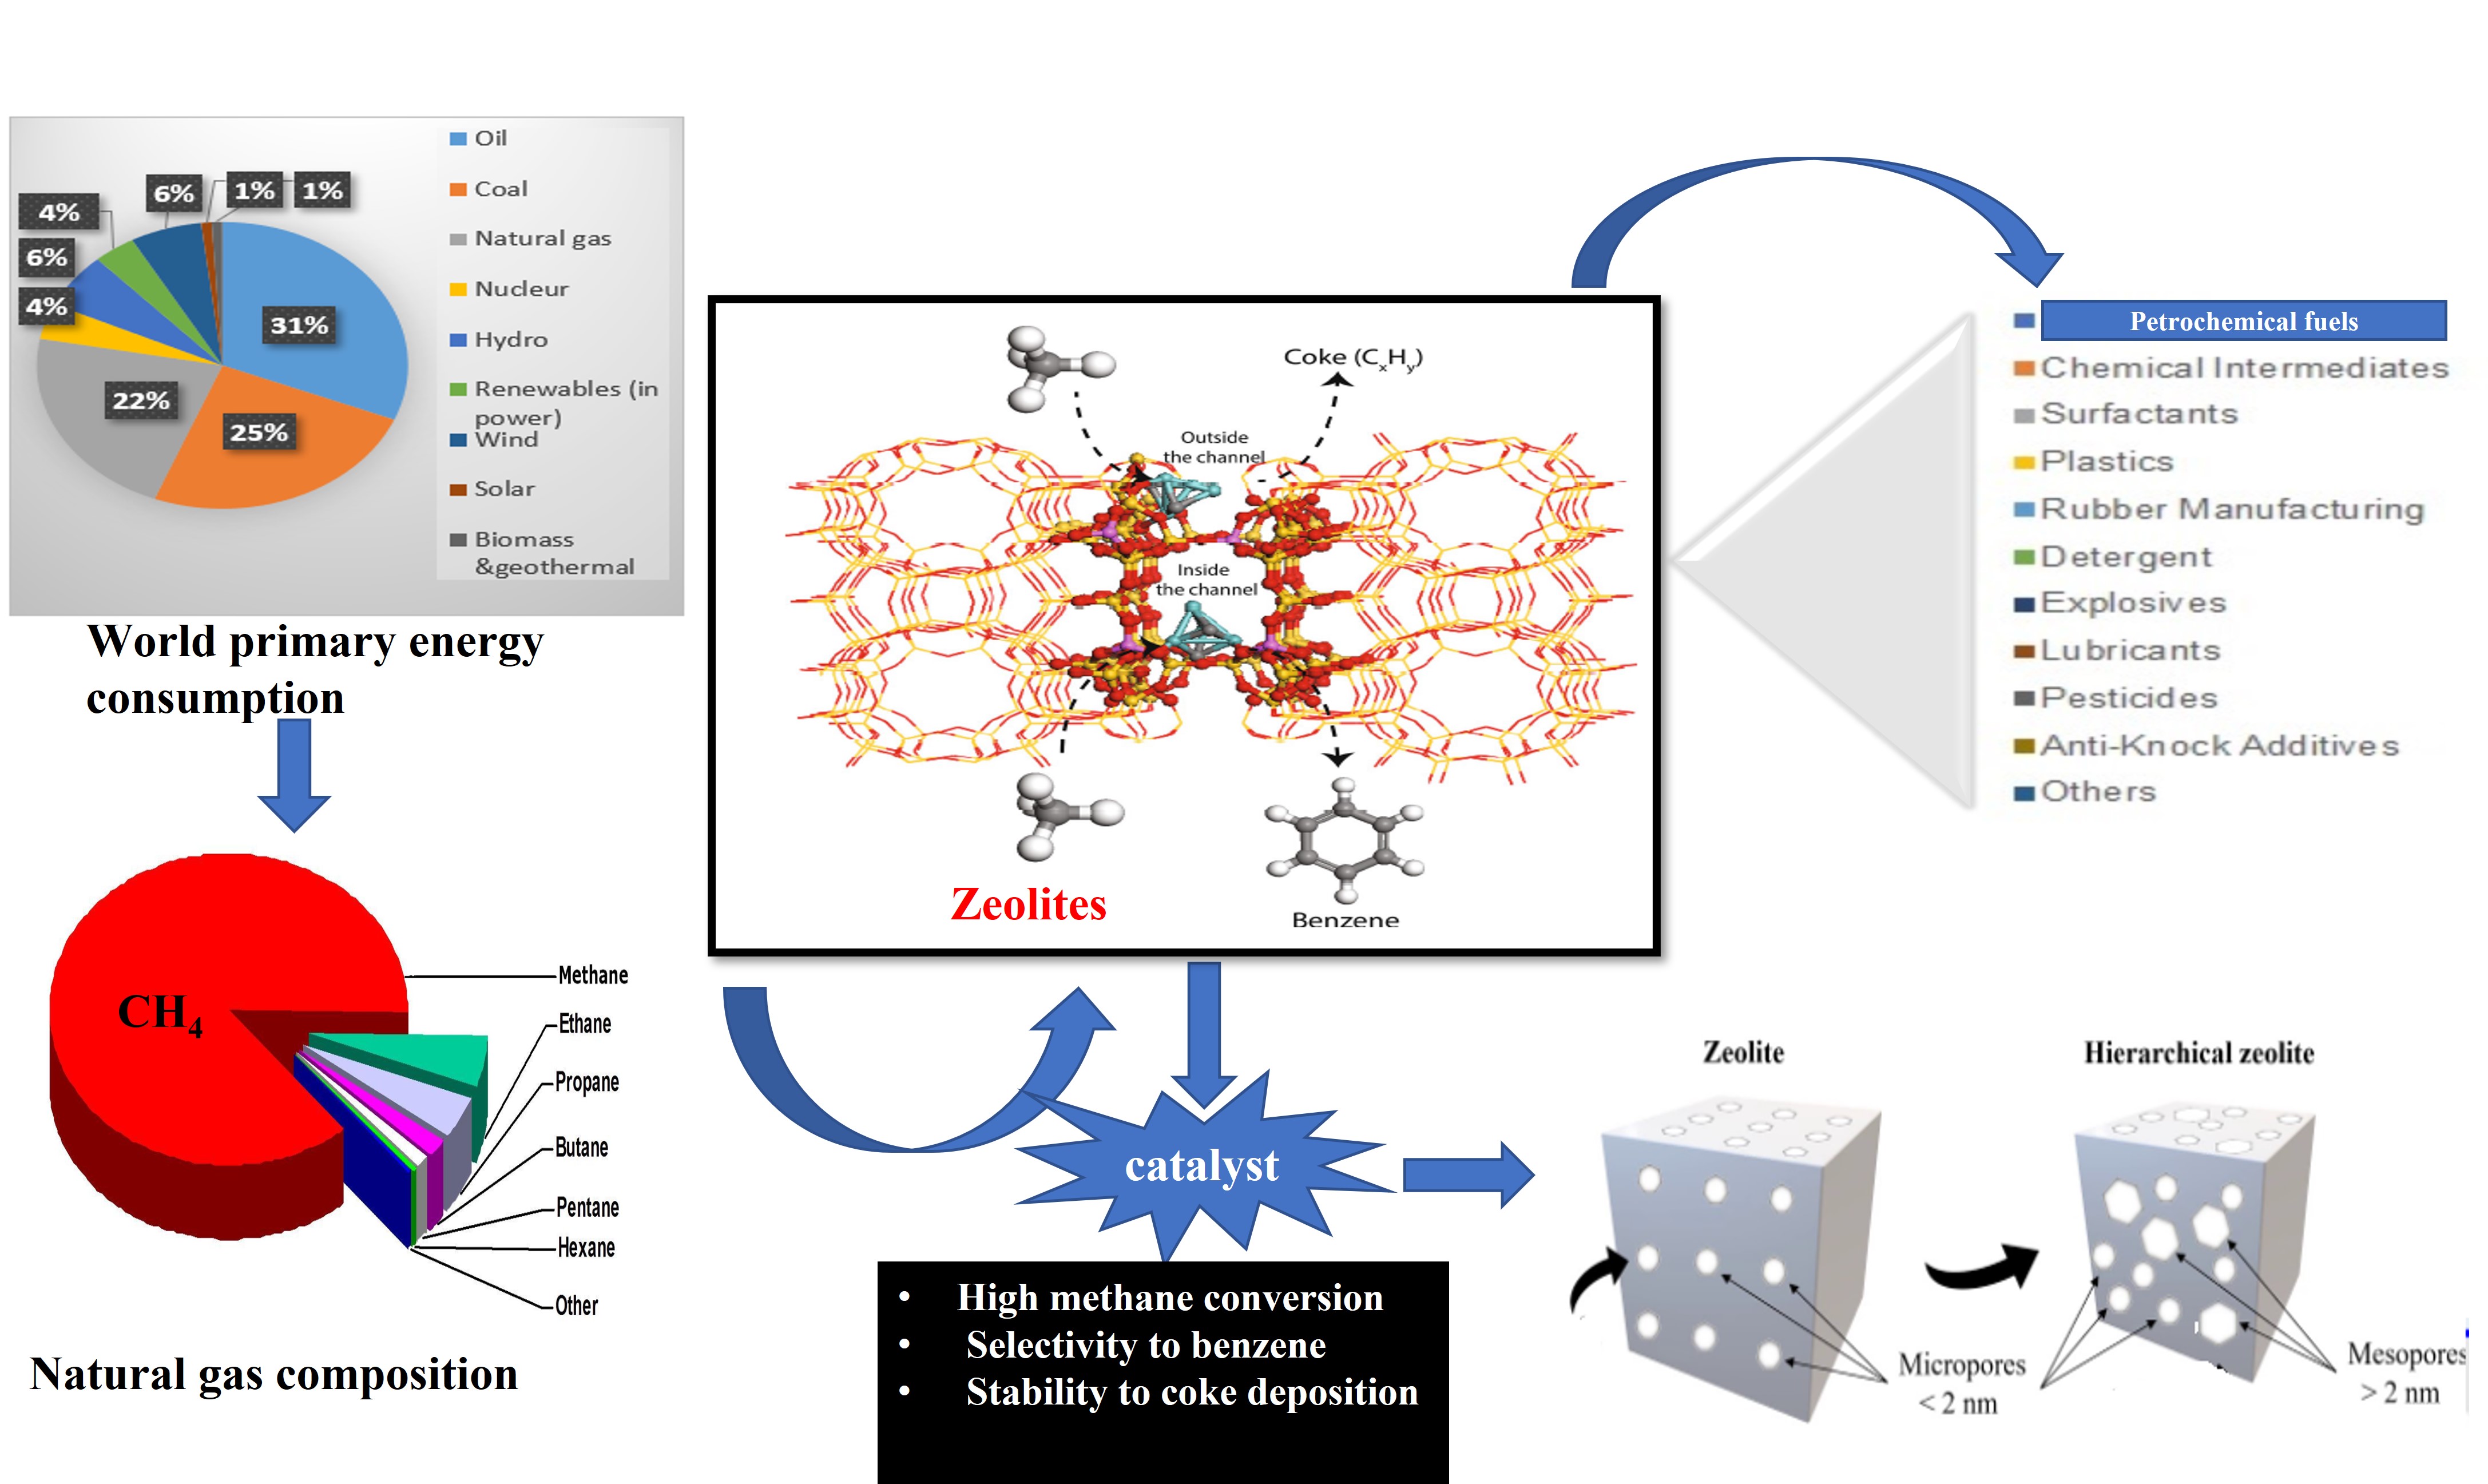 6%
1%
1%
4%
6%
4%
31%
22%
25%
Oil
Coal
Natural gas
Nucleur
Hydro
Renewables (in
power)
Wind
Solar
Biomass
&geothermal
World primary energy
consumption
CH4
Methane
Ethane
Propane
Butane
Pentane
Hexane
Other
Natural gas composition
Coke (CxHy)
Outside
the channel
Inside
the channel
Zeolites
Benzene
catalyst
• High methane conversion
• Selectivity to benzene
• Stability to coke deposition
Petrochemical fuels
Chemical Intermediates
Surfactants
Plastics
Rubber Manufacturing
Detergent
Explosives
Lubricants
Pesticides
Anti-Knock Additives
Others
Zeolite
Hierarchical zeolite
Micropores
< 2 nm
Mesopores
> 2 nm